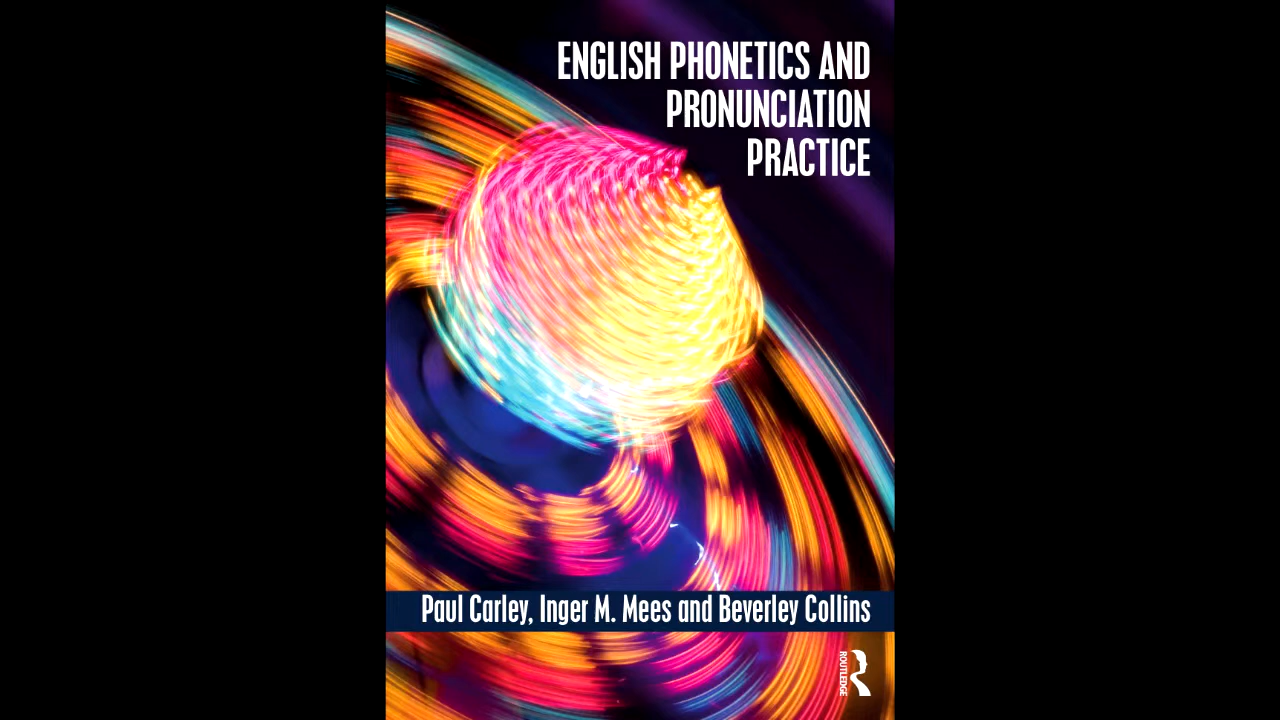 ENGLISH PHONETICS AND
PRONUNCIATION
PRACTICE
Paul Carley, Inger M. Mees and Beverley Collins
ROUTLEDGE